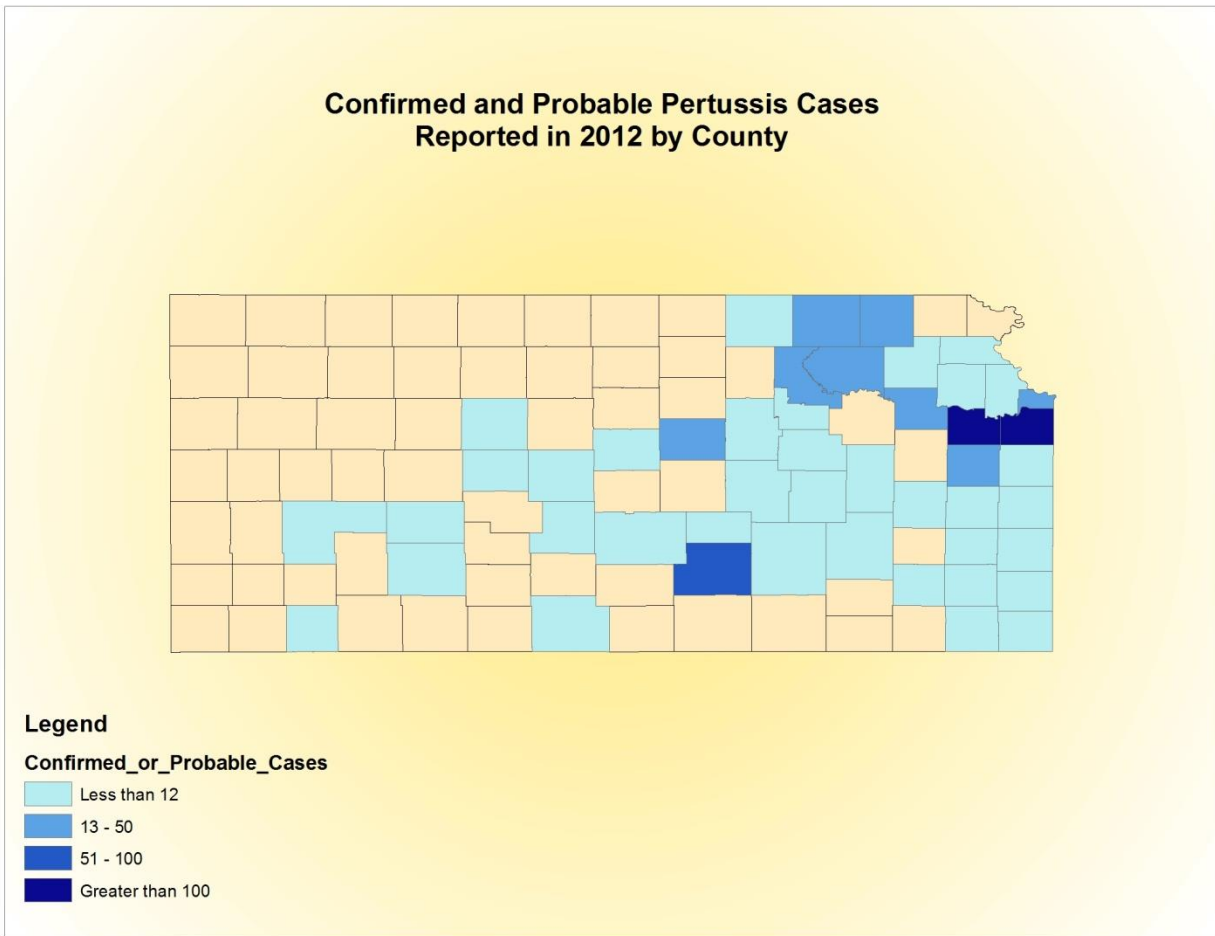 Confirmed and Probable Pertussis Cases
Reported in 2012 by County
Legend
Confirmed_or_Probable_Cases
Less than 12
13 - 50
51 - 100
Greater than 100